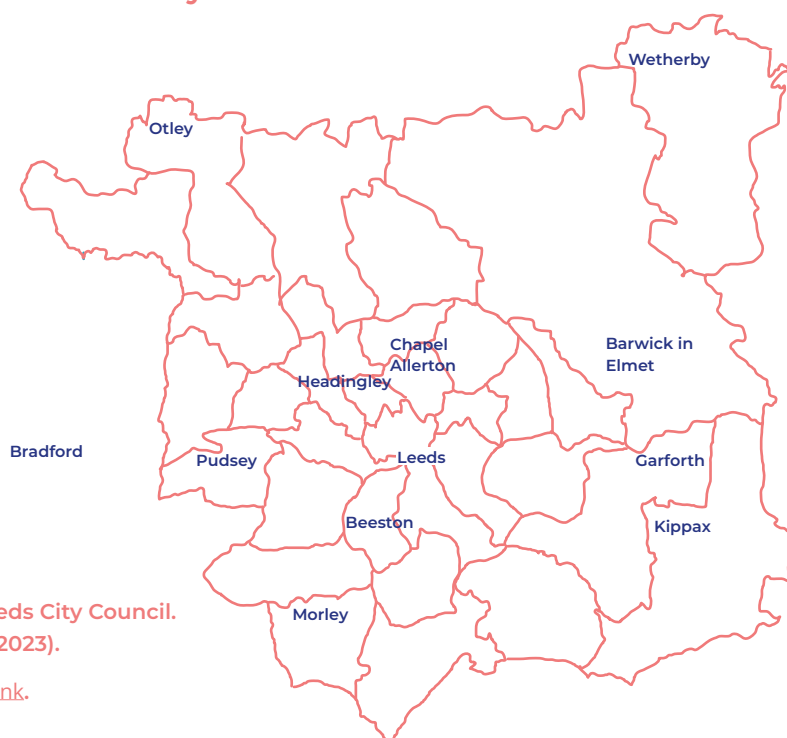 Wetherby
Otley
Chapel
Allerton
Barwick in
Elmet
Headingley
Bradford
Pudsey
Leeds
Garforth
Beeston
Kippax
Morley
eds City Council.
2023).
nk.